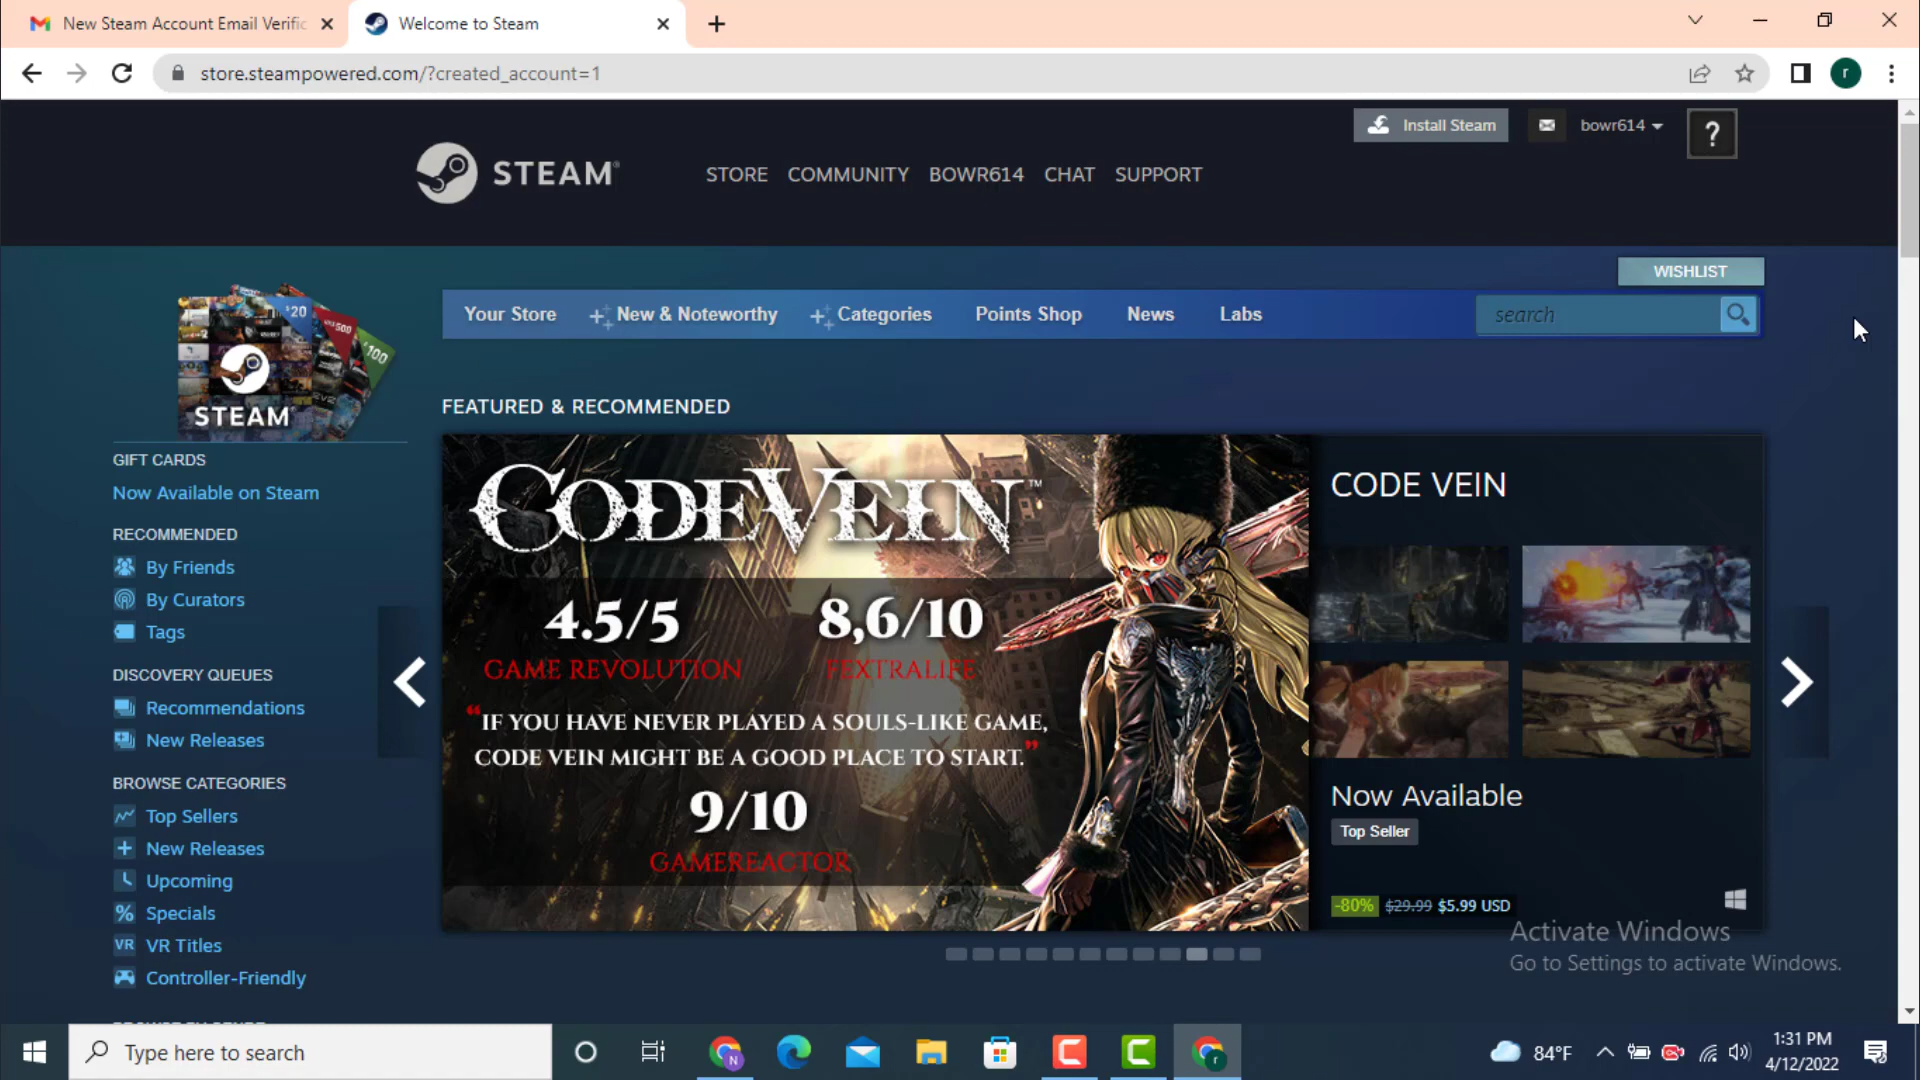 New Steam Account Email Verific
Welcome to Steam
store.steampowered.com/?created_account=1
r
Install Steam
bowr614
?
STEAM®
STORE
COMMUNITY
BOWR614
CHAT
SUPPORT
WISHLIST
Your Store
New & Noteworthy
Categories
Points Shop
News
Labs
search
$20
$100
STEAM
GIFT CARDS
Now Available on Steam
RECOMMENDED
By Friends
By Curators
Tags
DISCOVERY QUEUES
Recommendations
New Releases
BROWSE CATEGORIES
Top Sellers
New Releases
Upcoming
Specials
VR VR Titles
Controller-Friendly
FEATURED & RECOMMENDED
CODE VEIN™
4.5/5
GAME REVOLUTION
8,6/10
FEXTRALIFE
“IF YOU HAVE NEVER PLAYED A SOULS-LIKE GAME,
CODE VEIN MIGHT BE A GOOD PLACE TO START.”
9/10
GAMEREACTOR
CODE VEIN
Now Available
Top Seller
-80% $29.99 $5.99 USD
Activate Windows
Go to Settings to activate Windows.
Type here to search
N
r
84°F
1:31 PM
4/12/2022